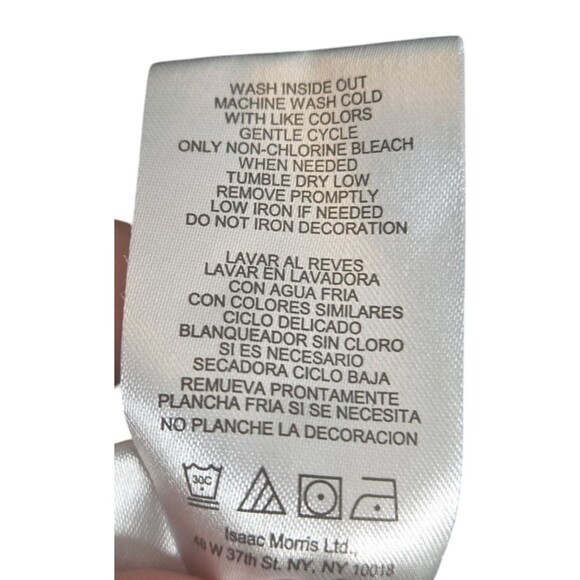 WASH INSIDE OUT
MACHINE WASH COLD
WITH LIKE COLORS
GENTLE CYCLE
ONLY NON-CHLORINE BLEACH
WHEN NEEDED
TUMBLE DRY LOW
REMOVE PROMPTLY
LOW IRON IF NEEDED
DO NOT IRON DECORATION
LAVAR AL REVES
LAVAR EN LAVADORA
CON AGUA FRIA
CON COLORES SIMILARES
CICLO DELICADO
BLANQUEADOR SIN CLORO
SI ES NECESARIO
SECADORA CICLO BAJA
REMUEVA PRONTAMENTE
PLANCHA FRIA SI SE NECESITA
NO PLANCHE LA DECORACION
30C
Isaac Morris Ltd.,
48 W 37th St. NY, NY 10018